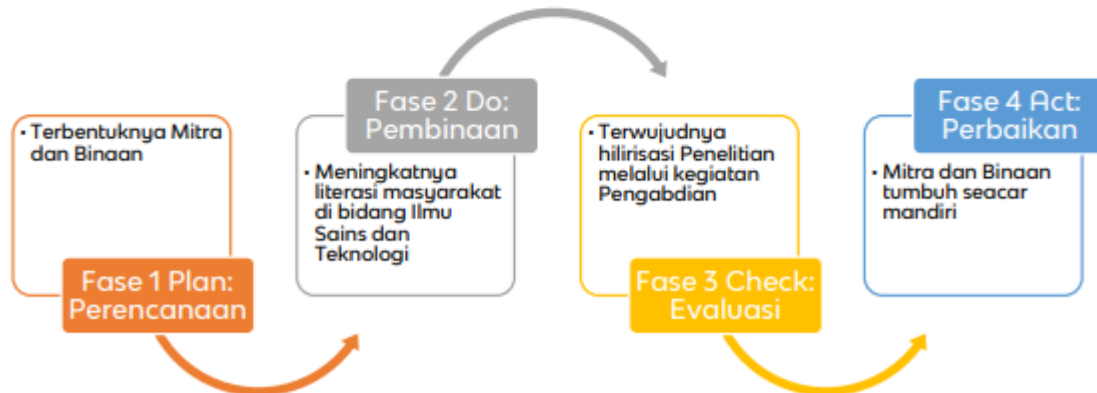 • Terbentuknya Mitra
dan Binaan
Fase 1 Plan:
Perencanaan
Fase 2 Do:
Pembinaan
• Meningkatnya
literasi masyarakat
di bidang Ilmu
Sains dan
Teknologi
• Terwujudnya
hilirisasi Penelitian
melalui kegiatan
Pengabdian
Fase 3 Check:
Evaluasi
Fase 4 Act:
Perbaikan
• Mitra dan Binaan
tumbuh seacar
mandiri